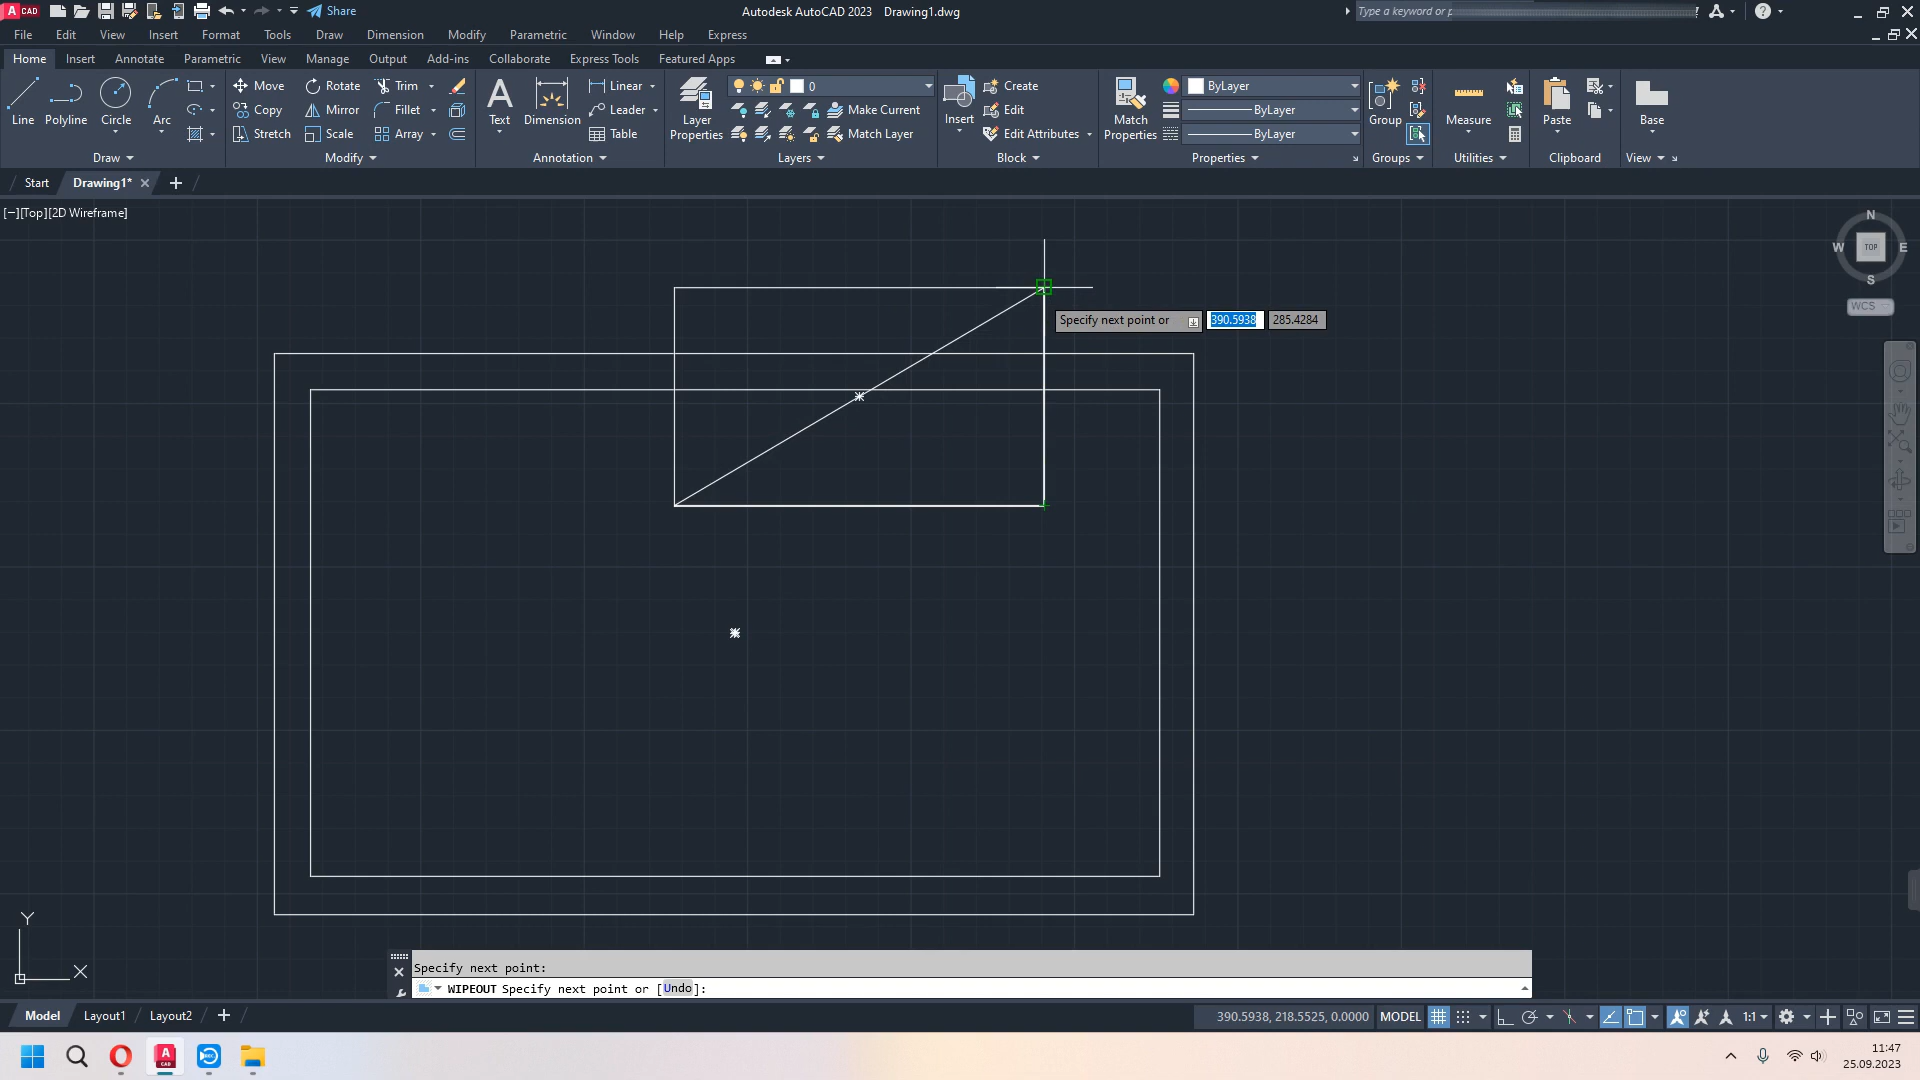 A CAD
Share
Autodesk AutoCAD 2023 Drawing1.dwg
Type a keyword or p
File Edit View Insert Format Tools Draw Dimension Modify Parametric Window Help Express
Home Insert Annotate Parametric View Manage Output Add-ins Collaborate Express Tools Featured Apps
Line Polyline Circle Arc
Move Rotate Trim
Copy Mirror Fillet
Stretch Scale Array
Text Dimension
Linear
Leader
Table
Layer
Properties
0
Make Current
Match Layer
Insert
Create
Edit
Edit Attributes
Match
Properties
ByLayer
ByLayer
ByLayer
Group
Measure
Paste
Base
Draw Modify Annotation Layers Block Properties Groups Utilities Clipboard View
Start Drawing1*
[−][Top][2D Wireframe]
N
W TOP E
S
WCS
Specify next point or 390.5938 285.4284
Y
X
Specify next point:
WIPEOUT Specify next point or [Undo]:
Model Layout1 Layout2
390.5938, 218.5525, 0.0000 MODEL 1:1
A CAD
REC
11:47
25.09.2023